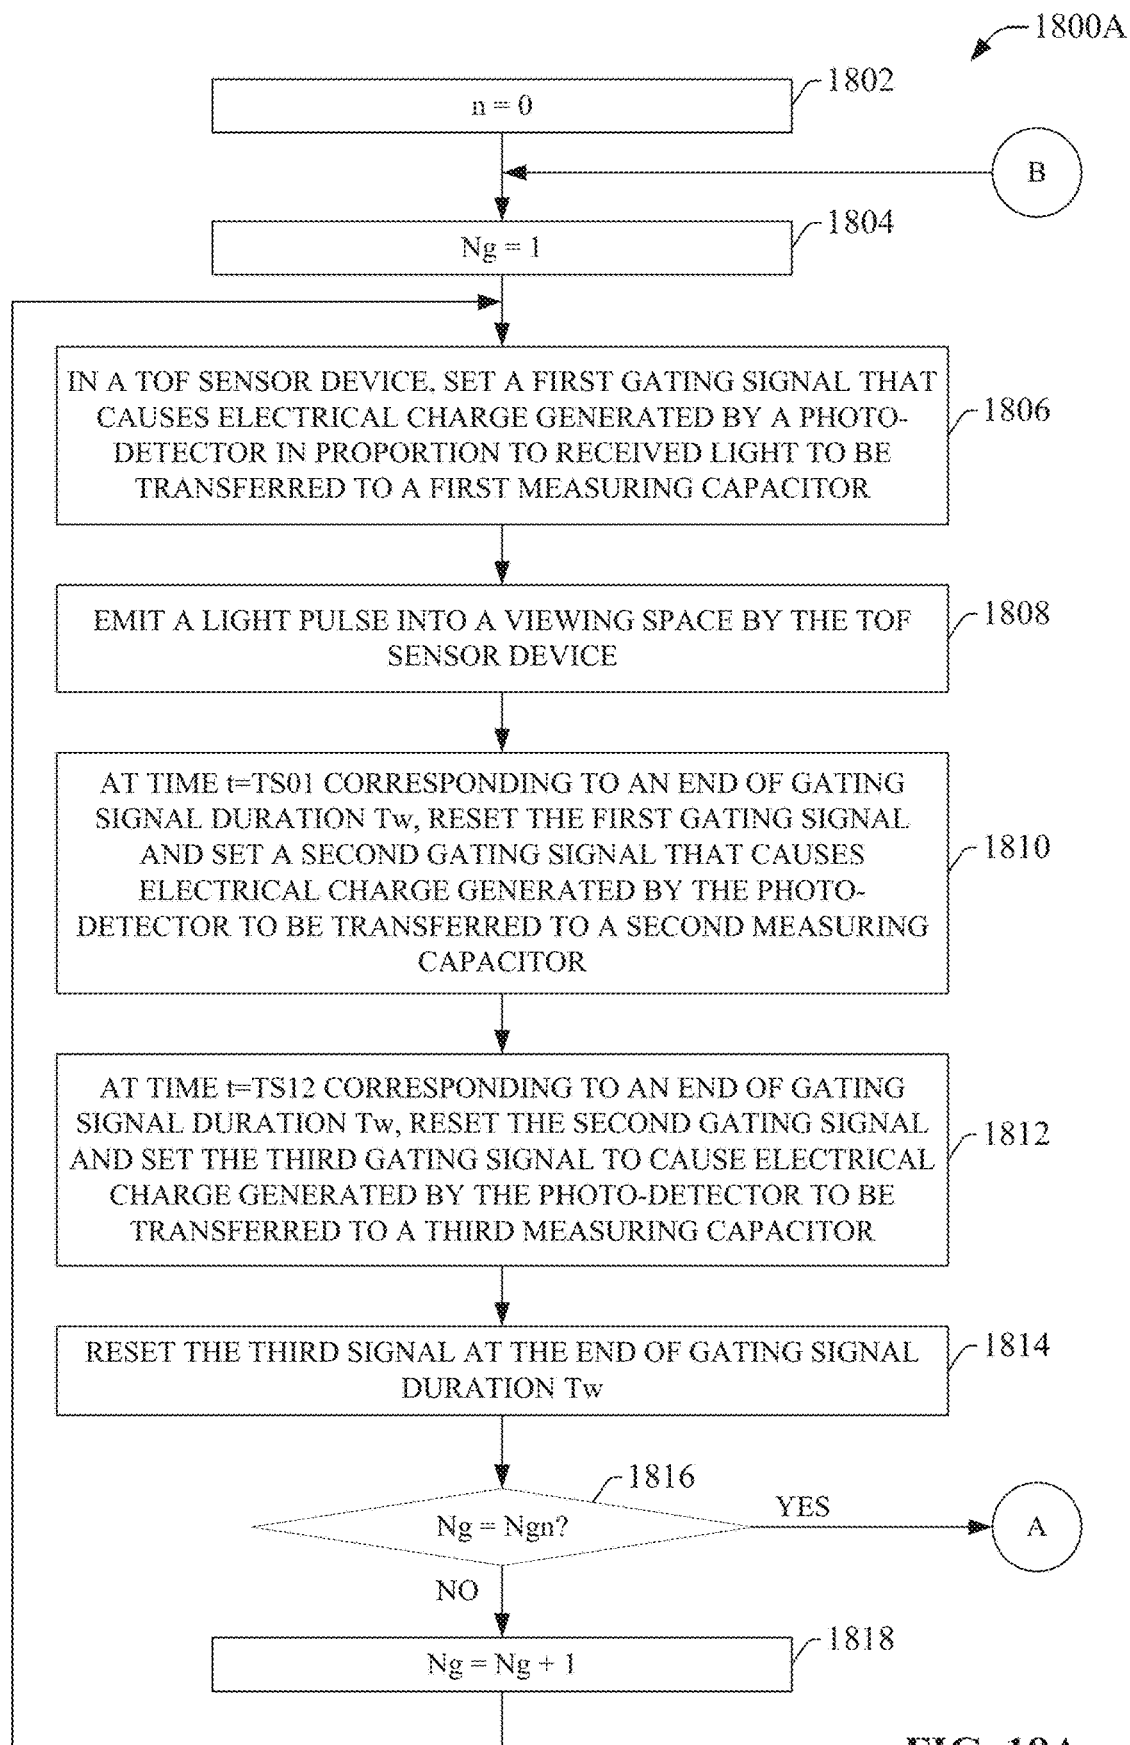 1800A
1802
n = 0
B
1804
Ng = 1
IN A TOF SENSOR DEVICE, SET A FIRST GATING SIGNAL THAT
CAUSES ELECTRICAL CHARGE GENERATED BY A PHOTO-
DETECTOR IN PROPORTION TO RECEIVED LIGHT TO BE
TRANSFERRED TO A FIRST MEASURING CAPACITOR
1806
EMIT A LIGHT PULSE INTO A VIEWING SPACE BY THE TOF
SENSOR DEVICE
1808
AT TIME t=TS01 CORRESPONDING TO AN END OF GATING
SIGNAL DURATION Tw, RESET THE FIRST GATING SIGNAL
AND SET A SECOND GATING SIGNAL THAT CAUSES
ELECTRICAL CHARGE GENERATED BY THE PHOTO-
DETECTOR TO BE TRANSFERRED TO A SECOND MEASURING
CAPACITOR
1810
AT TIME t=TS12 CORRESPONDING TO AN END OF GATING
SIGNAL DURATION Tw, RESET THE SECOND GATING SIGNAL
AND SET THE THIRD GATING SIGNAL TO CAUSE ELECTRICAL
CHARGE GENERATED BY THE PHOTO-DETECTOR TO BE
TRANSFERRED TO A THIRD MEASURING CAPACITOR
1812
RESET THE THIRD SIGNAL AT THE END OF GATING SIGNAL
DURATION Tw
1814
1816
Ng = Ngn?
YES
A
NO
1818
Ng = Ng + 1